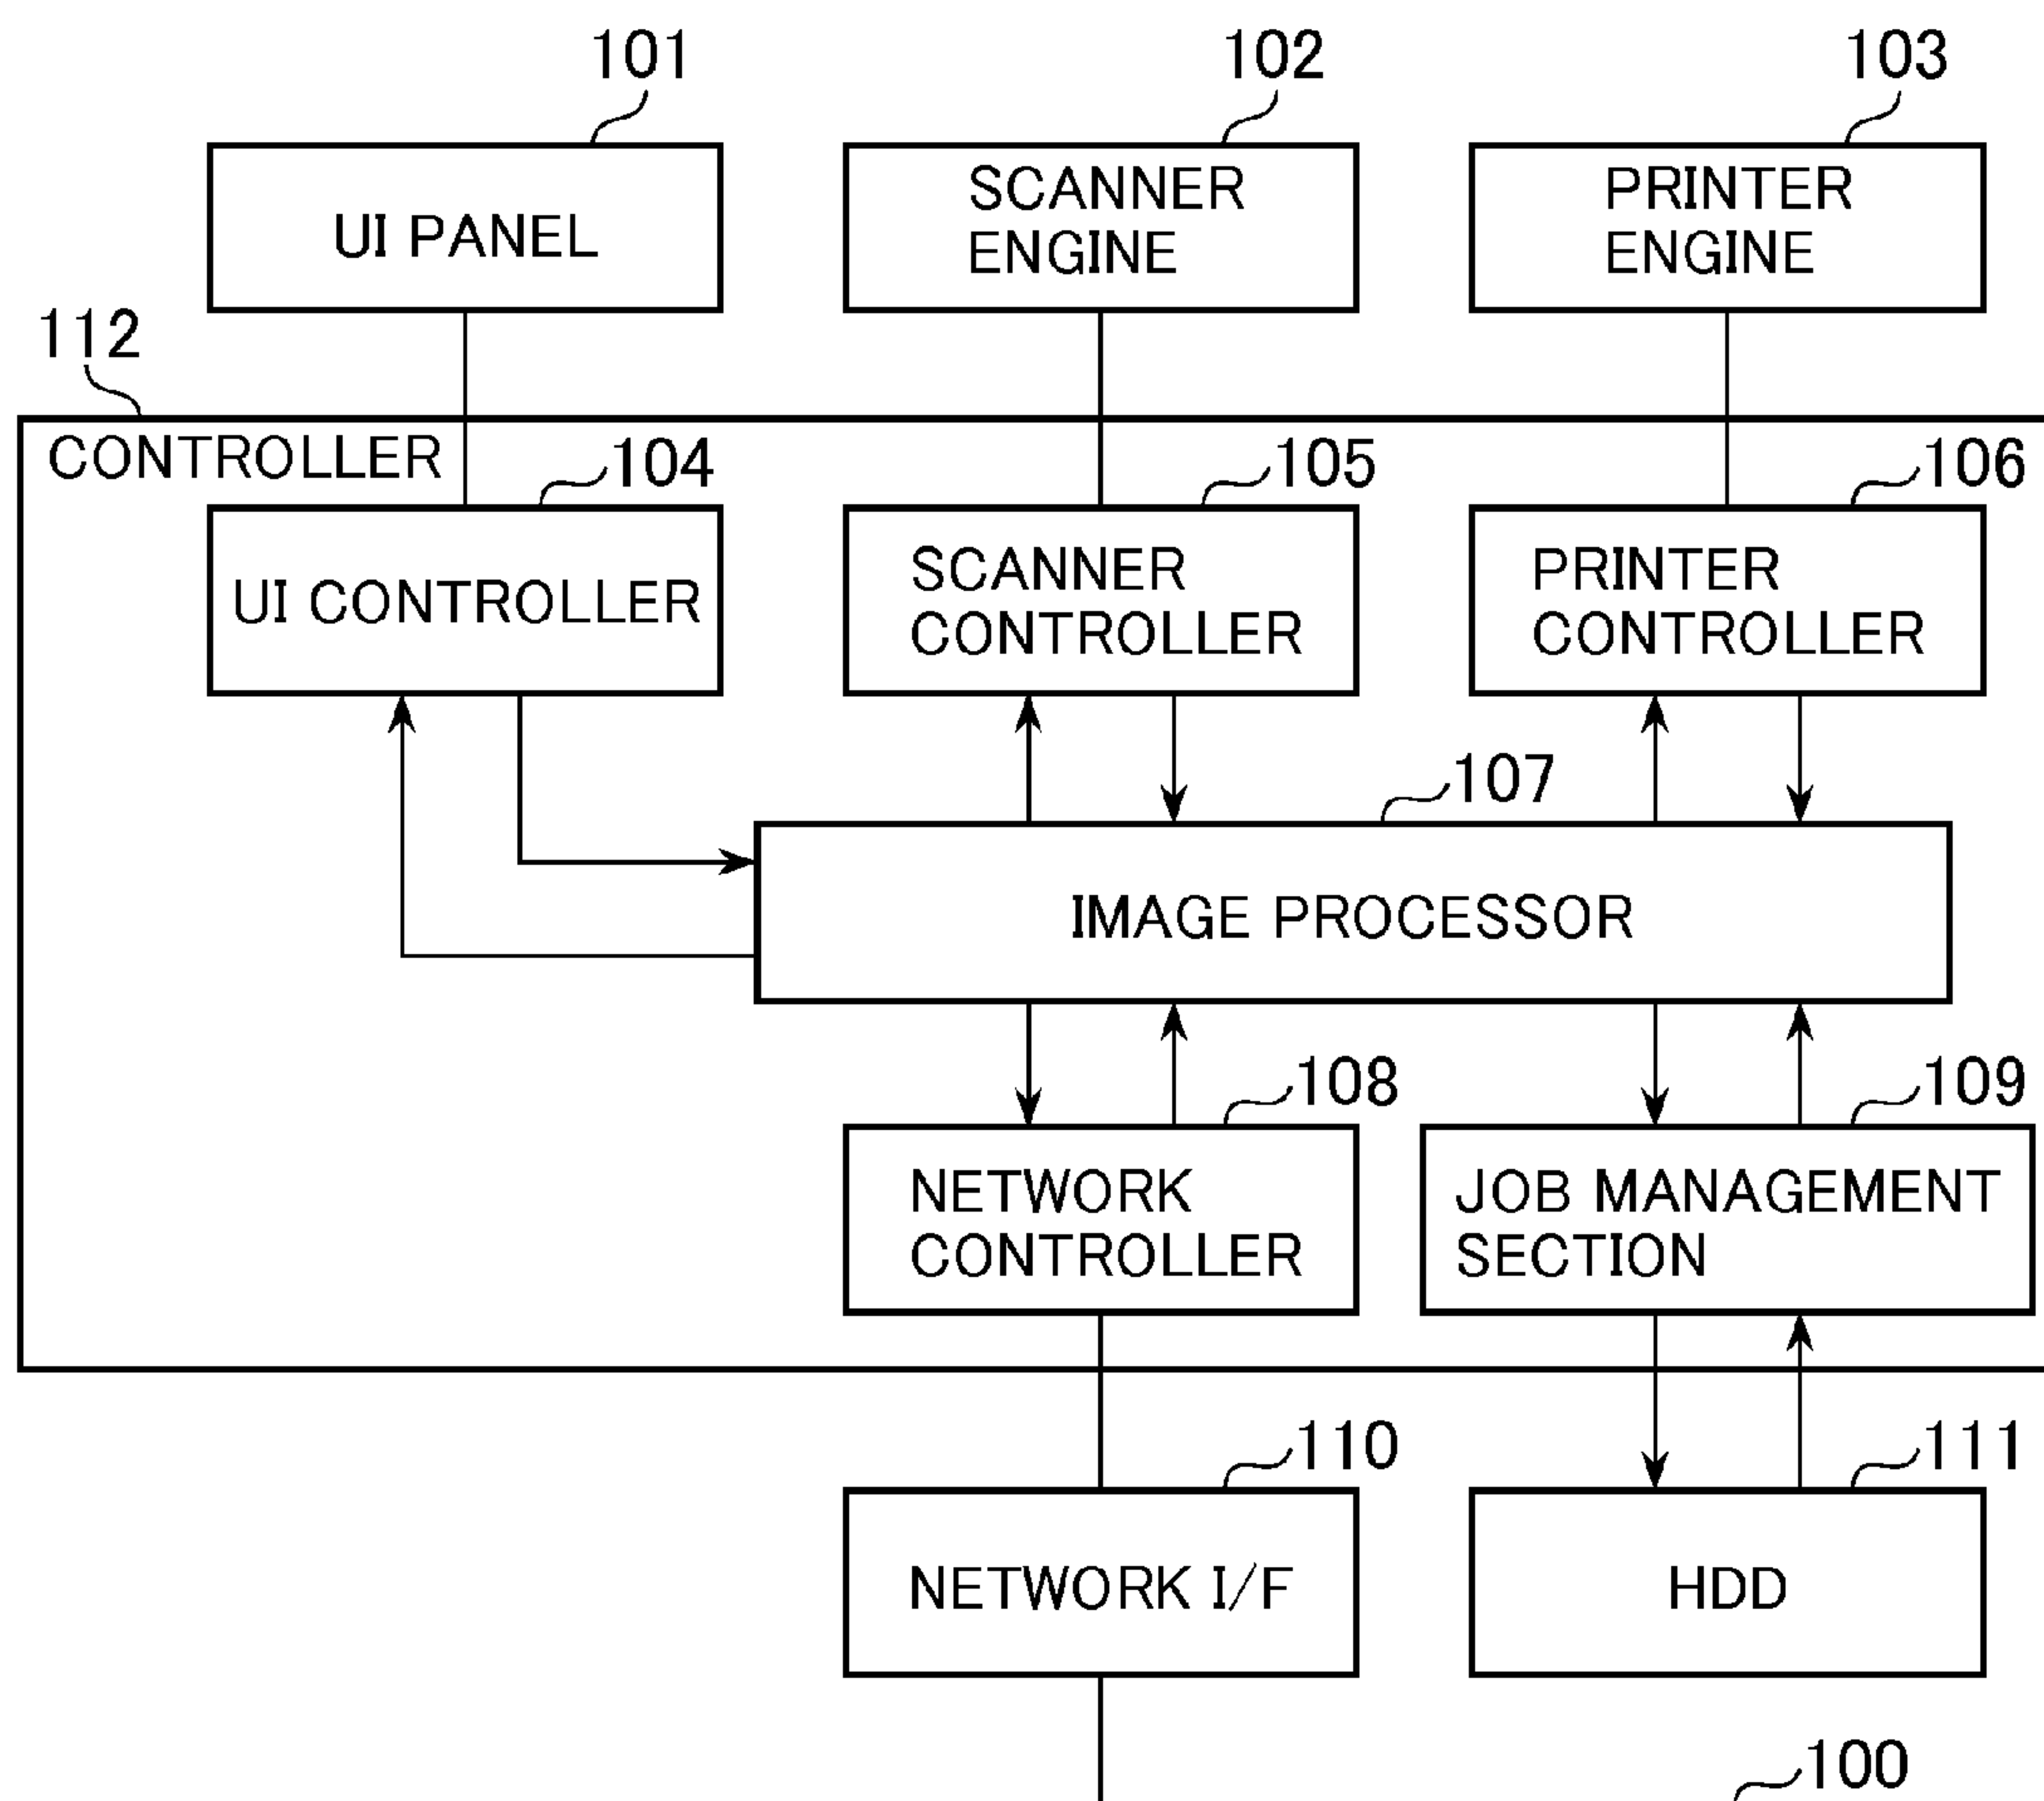 101
102
103
UI PANEL
SCANNER
ENGINE
PRINTER
ENGINE
112
CONTROLLER
104
105
106
UI CONTROLLER
SCANNER
CONTROLLER
PRINTER
CONTROLLER
107
IMAGE PROCESSOR
108
109
NETWORK
CONTROLLER
JOB MANAGEMENT
SECTION
110
111
NETWORK I/F
HDD
100